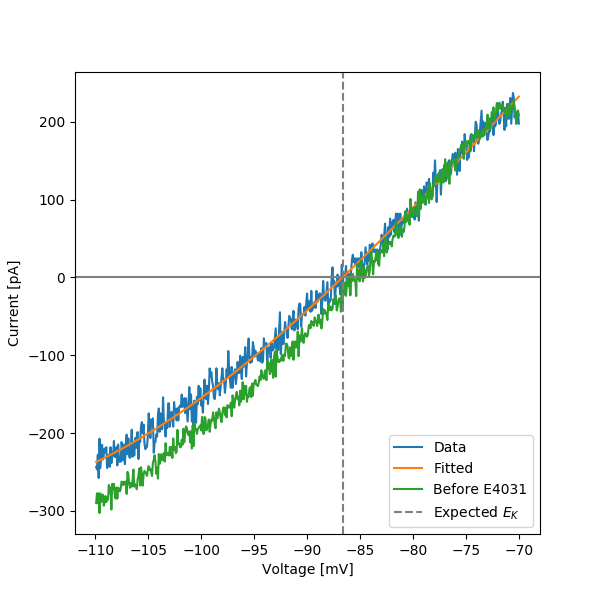 200
100
0
−100
−200
−300
Current [pA]
−110
−105
−100
−95
−90
−85
−80
−75
−70
Voltage [mV]
Data
Fitted
Before E4031
Expected E_K